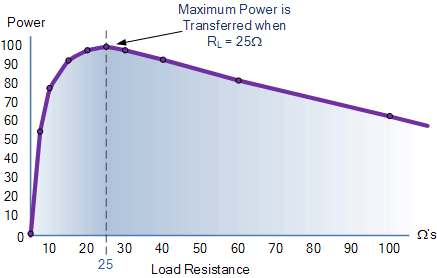 Maximum Power is
Transferred when
RL = 25Ω
Power
100
90
80
70
60
50
40
30
20
10
0
10 20 30 40 50 60 70 80 90 100 Ω's
25
Load Resistance